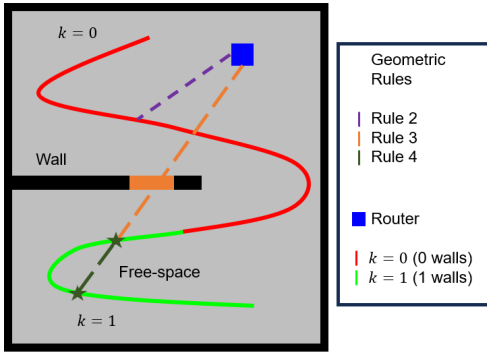 k = 0
Wall
Free-space
k = 1
Geometric
Rules
Rule 2
Rule 3
Rule 4
Router
k = 0 (0 walls)
k = 1 (1 walls)